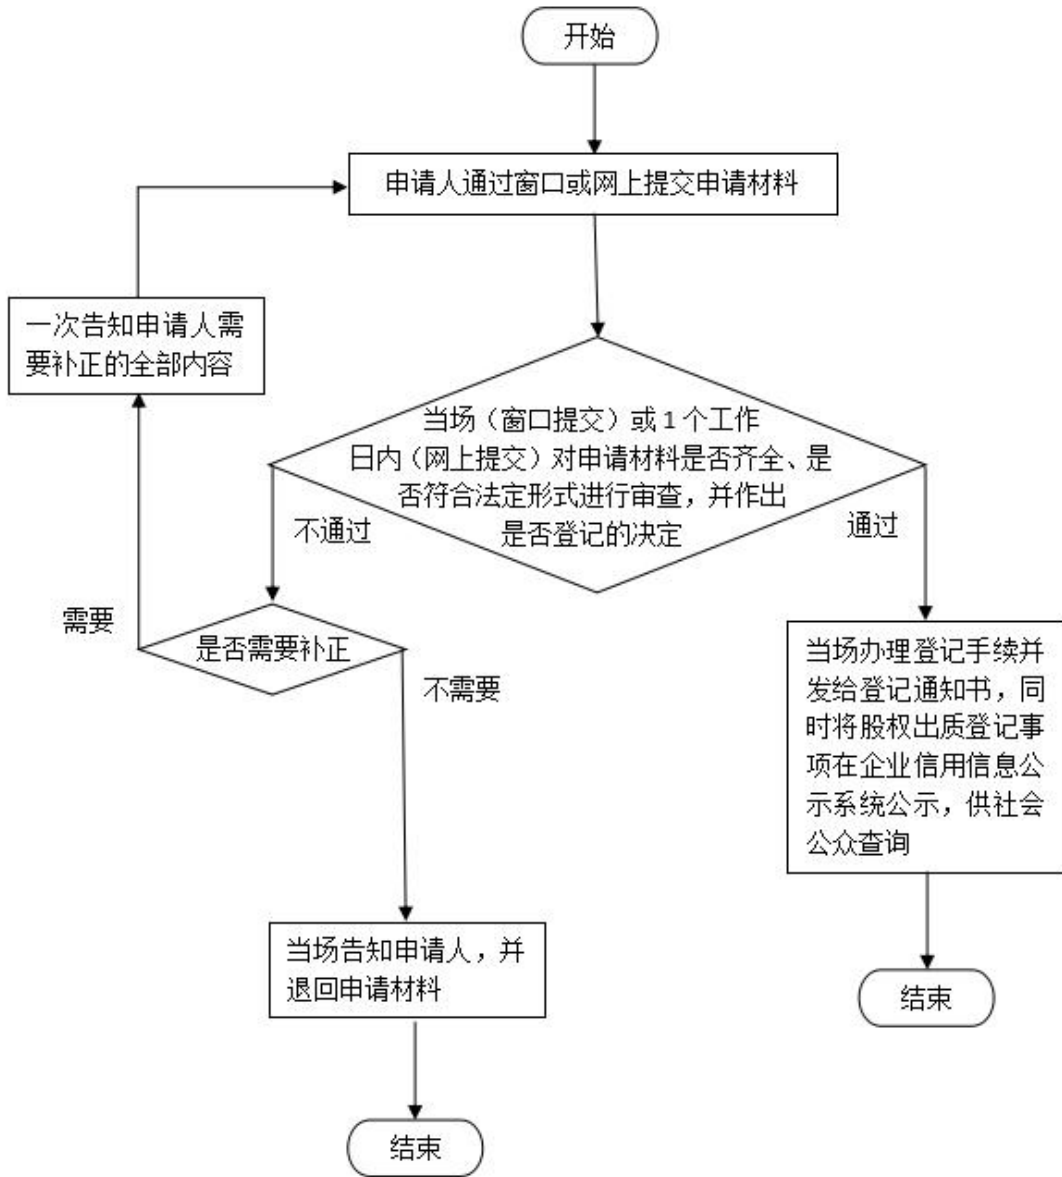 开始
申请人通过窗口或网上提交申请材料
一次告知申请人需
要补正的全部内容
当场（窗口提交）或1个工作
日内（网上提交）对申请材料是否齐全、是
否符合法定形式进行审查，并作出
是否登记的决定
不通过
通过
需要
是否需要补正
不需要
当场办理登记手续并
发给登记通知书，同
时将股权出质登记事
项在企业信用信息公
示系统公示，供社会
公众查询
当场告知申请人，并
退回申请材料
结束
结束